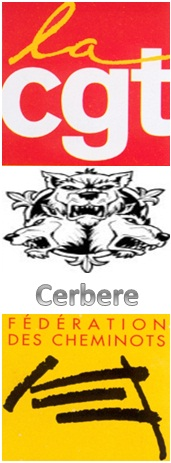 la
cgt
Cerbere
FÉDÉRATION
DES CHEMINOTS